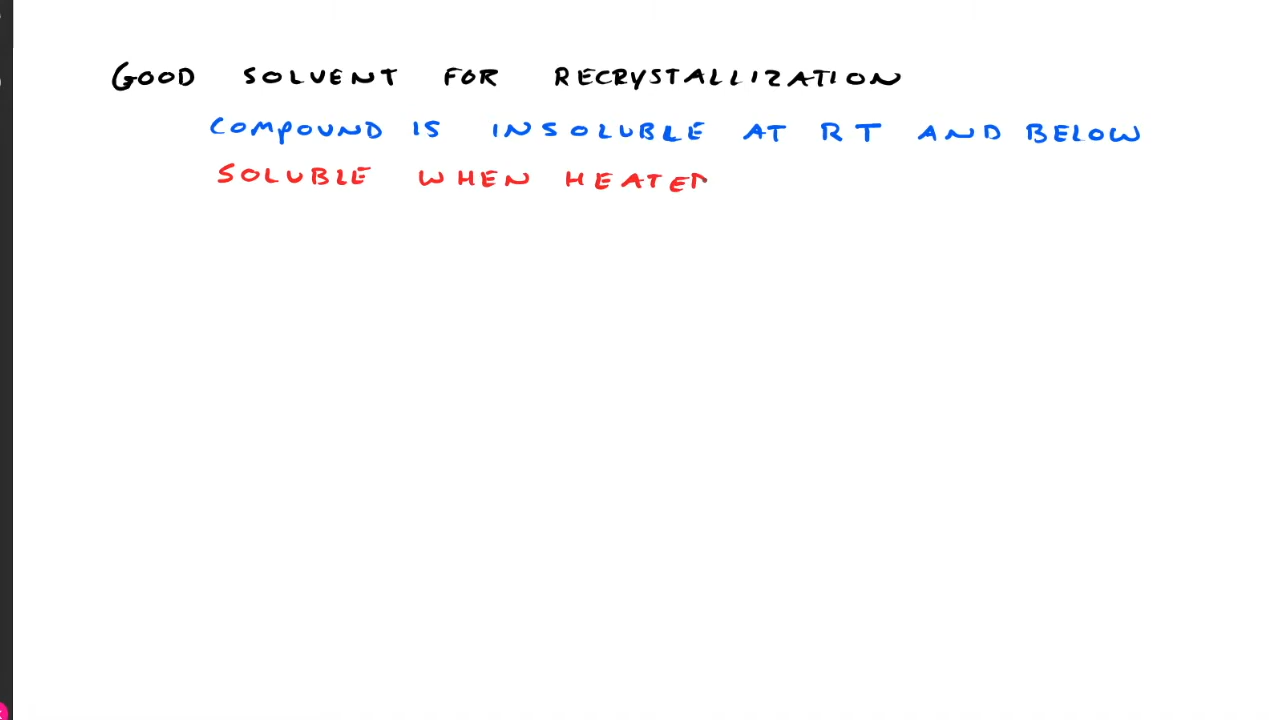 GOOD SOLVENT FOR RECRYSTALLIZATION
COMPOUND IS INSOLUBLE AT RT AND BELOW
SOLUBLE WHEN HEATED